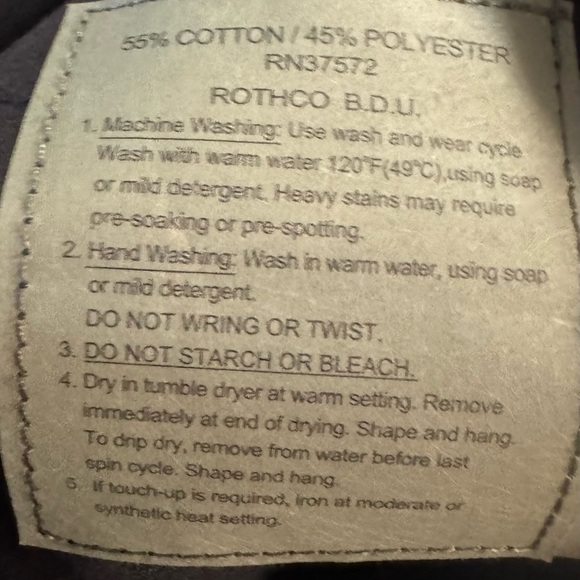 55% COTTON / 45% POLYESTER
RN37572
ROTHCO B.D.U.
1. Machine Washing: Use wash and wear cycle
Wash with warm water 120°F(49°C),using soap
or mild detergent. Heavy stains may require
pre-soaking or pre-spotting.
2. Hand Washing: Wash in warm water, using soap
or mild detergent.
DO NOT WRING OR TWIST.
3. DO NOT STARCH OR BLEACH.
4. Dry in tumble dryer at warm setting. Remove
immediately at end of drying. Shape and hang.
To drip dry, remove from water before last
spin cycle. Shape and hang.
5. If touch-up is required, iron at moderate or
synthetic heat setting.